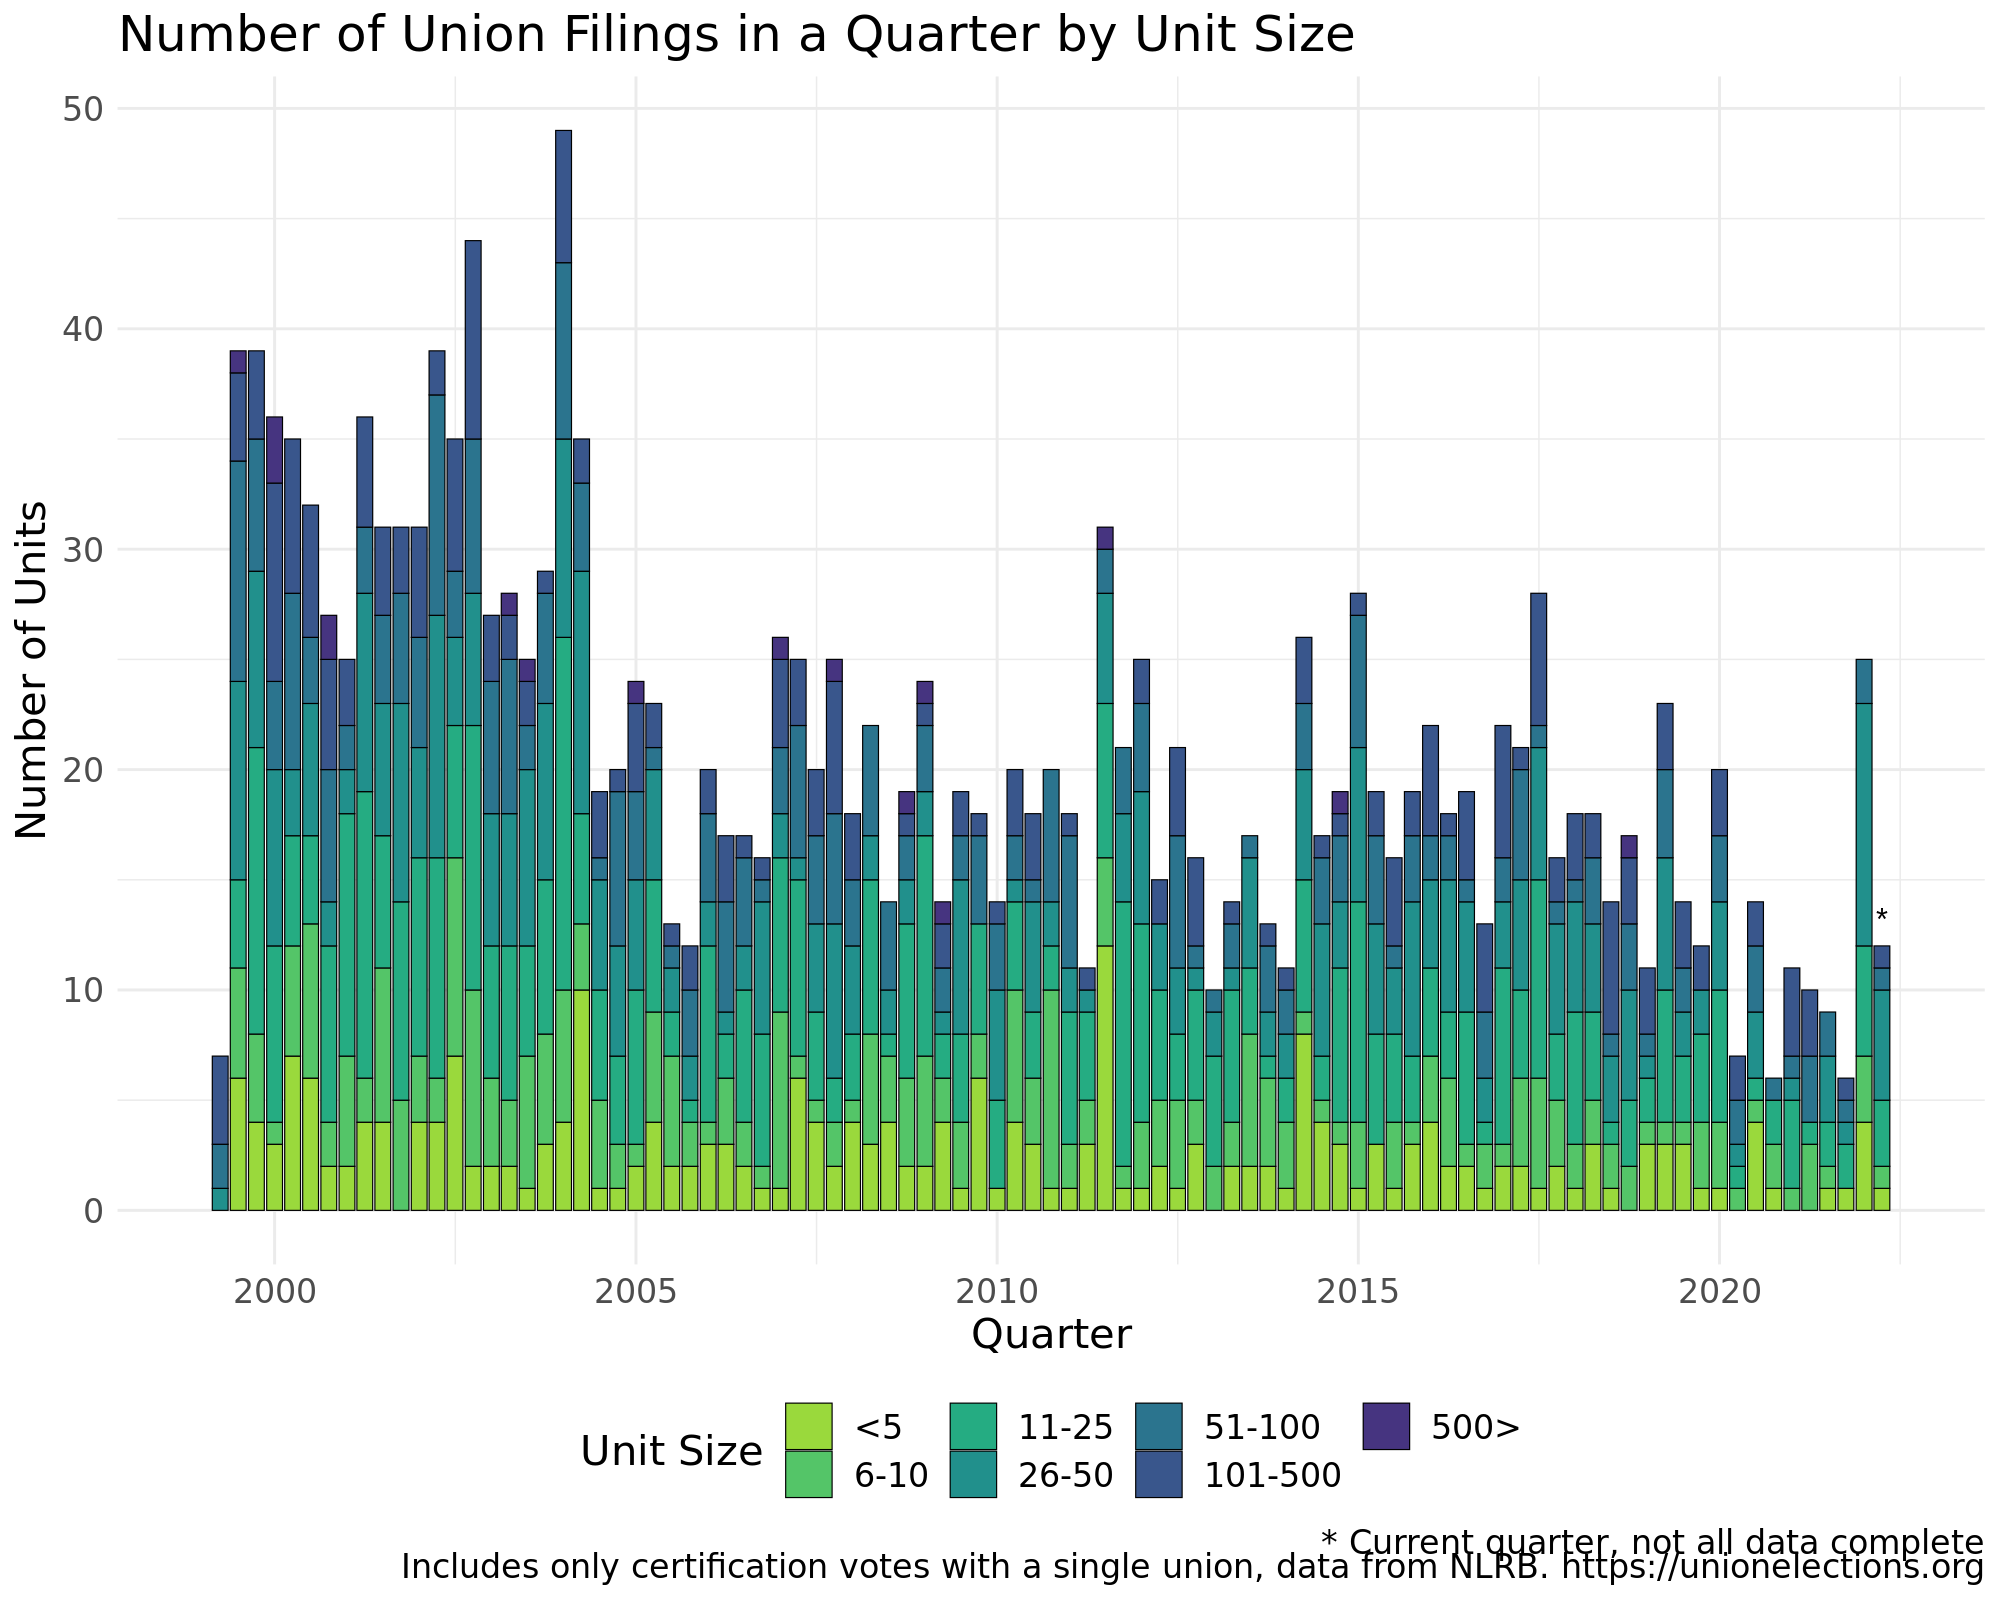 Number of Union Filings in a Quarter by Unit Size
50
40
30
20
10
0
Number of Units
*
2000 2005 2010 2015 2020
Quarter
Unit Size
<5 11-25 51-100 500>
6-10 26-50 101-500
* Current quarter, not all data complete
Includes only certification votes with a single union, data from NLRB. https://unionelections.org